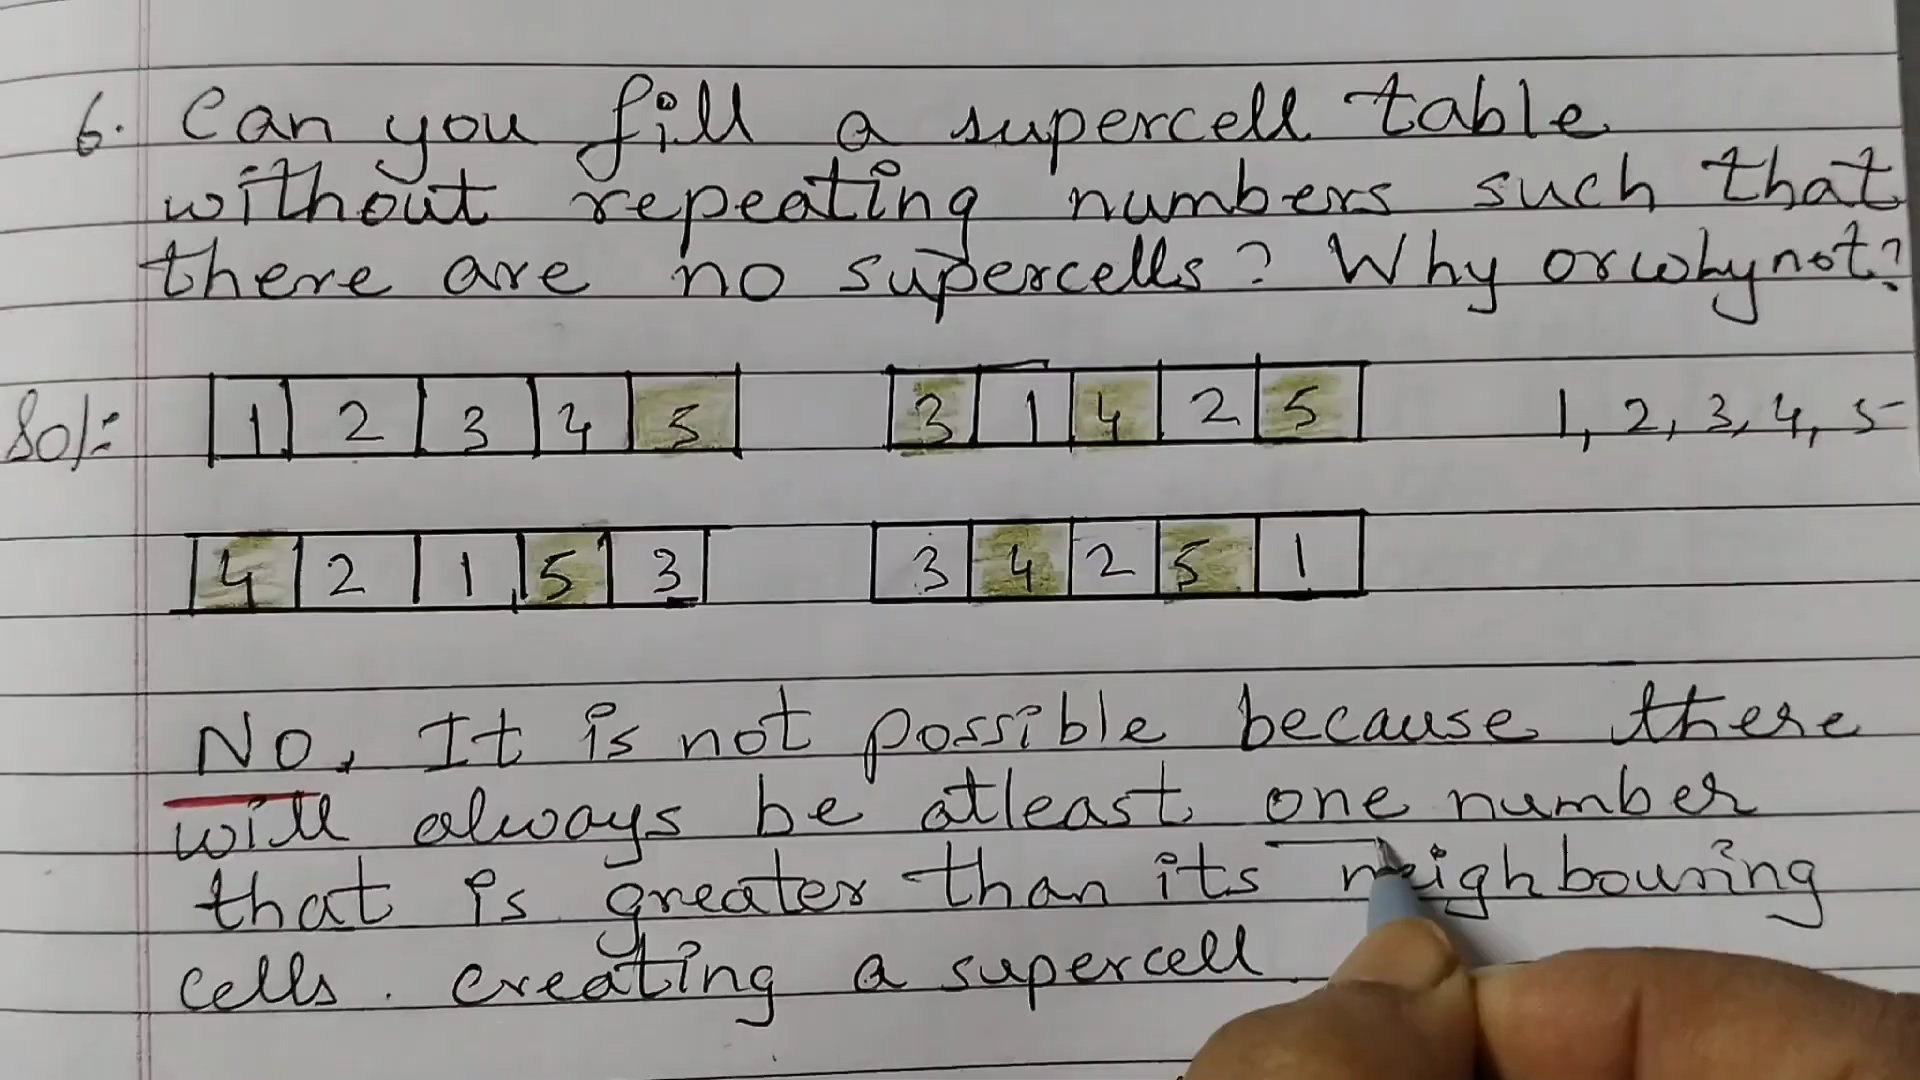 6. Can you fill a supercell table
without repeating numbers such that
there are no supercells? Why or why not?
Sol:- 1 2 3 4 5 3 1 4 2 5 1, 2, 3, 4, 5
4 2 1 5 3 3 4 2 5 1
No, It is not possible because there
will always be atleast one number
that is greater than its neighbouring
cells. creating a supercell.